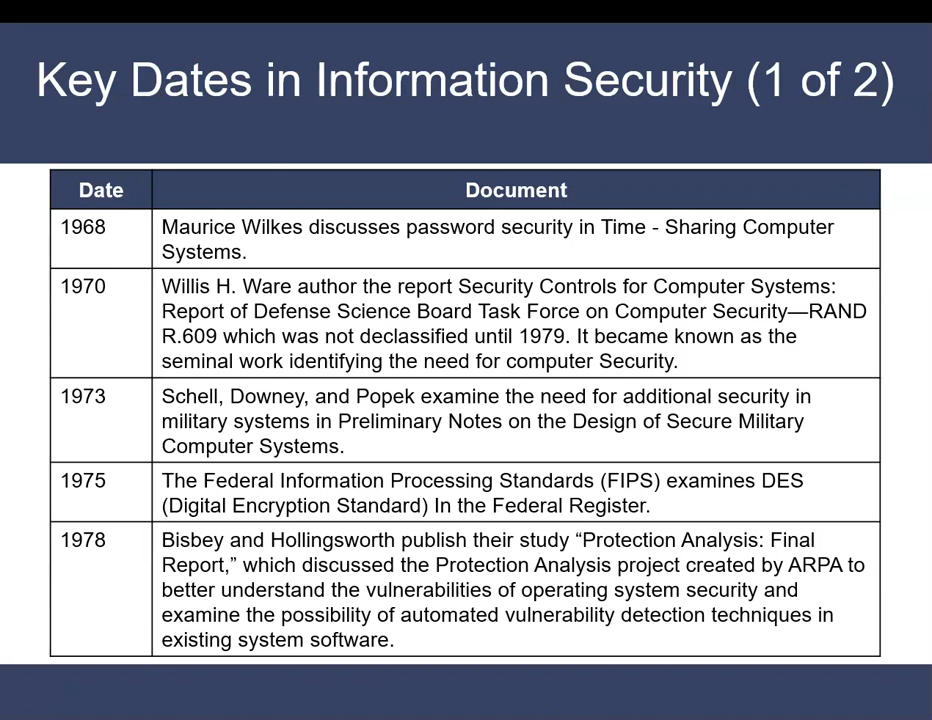 Key Dates in Information Security (1 of 2)
Date Document
1968 Maurice Wilkes discusses password security in Time - Sharing Computer
Systems.
1970 Willis H. Ware author the report Security Controls for Computer Systems:
Report of Defense Science Board Task Force on Computer Security—RAND
R.609 which was not declassified until 1979. It became known as the
seminal work identifying the need for computer Security.
1973 Schell, Downey, and Popek examine the need for additional security in
military systems in Preliminary Notes on the Design of Secure Military
Computer Systems.
1975 The Federal Information Processing Standards (FIPS) examines DES
(Digital Encryption Standard) In the Federal Register.
1978 Bisbey and Hollingsworth publish their study “Protection Analysis: Final
Report,” which discussed the Protection Analysis project created by ARPA to
better understand the vulnerabilities of operating system security and
examine the possibility of automated vulnerability detection techniques in
existing system software.